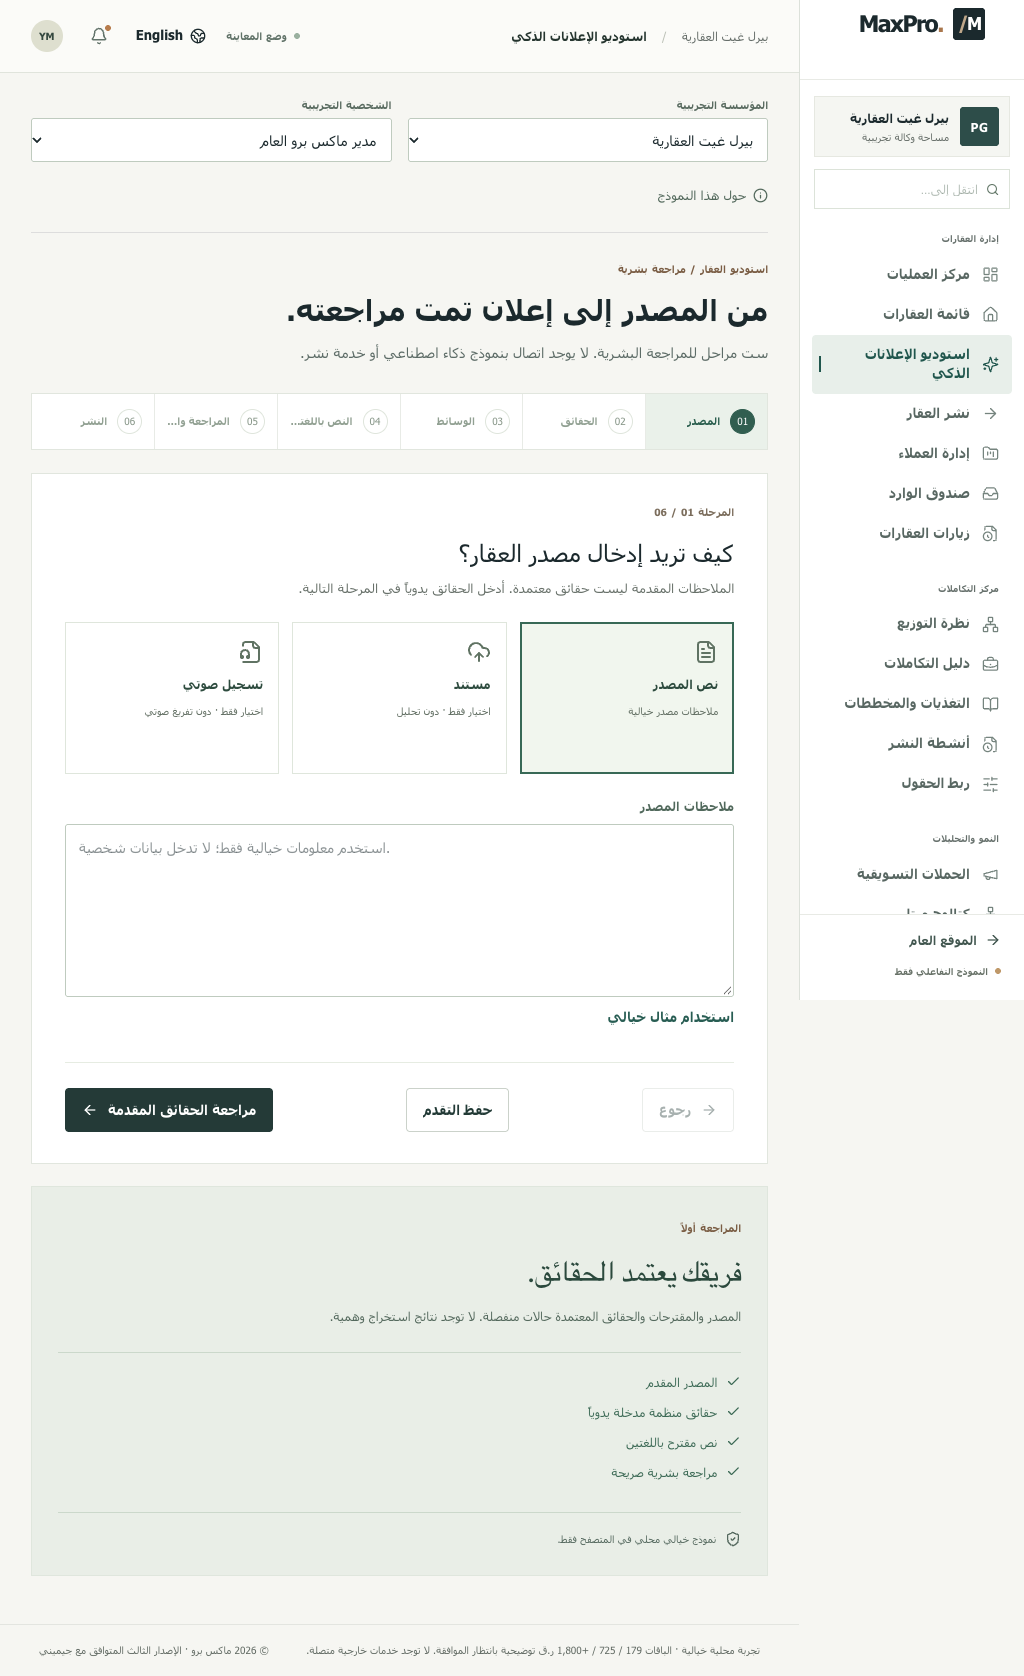 MaxPro. /M
بيرل غيت العقارية
مساحة وكالة تجريبية
PG
انتقل إلى...
إدارة العقارات
مركز العمليات
قائمة العقارات
استوديو الإعلانات
الذكي
نشر العقار
إدارة العملاء
صندوق الوارد
زيارات العقارات
مركز التكاملات
نظرة التوزيع
دليل التكاملات
التغذيات والمخططات
أنشطة النشر
ربط الحقول
النمو والتحليلات
الحملات التسويقية
الموقع العام
النموذج التفاعلي فقط
بيرل غيت العقارية / استوديو الإعلانات الذكي
وضع المعاينة
English
YM
المؤسسة التجريبية
بيرل غيت العقارية
الشخصية التجريبية
مدير ماكس برو العام
حول هذا النموذج
استوديو العقار / مراجعة بشرية
من المصدر إلى إعلان تمت مراجعته.
ست مراحل للمراجعة البشرية. لا يوجد اتصال بنموذج ذكاء اصطناعي أو خدمة نشر.
01 المصدر
02 الحقائق
03 الوسائط
04 النص باللغتـ...
05 المراجعة وا...
06 النشر
المرحلة 01 / 06
كيف تريد إدخال مصدر العقار؟
الملاحظات المقدمة ليست حقائق معتمدة. أدخل الحقائق يدوياً في المرحلة التالية.
نص المصدر
ملاحظات مصدر خيالية
مستند
اختيار فقط · دون تحليل
تسجيل صوتي
اختيار فقط · دون تفريغ صوتي
ملاحظات المصدر
استخدم معلومات خيالية فقط؛ لا تدخل بيانات شخصية.
استخدام مثال خيالي
رجوع
حفظ التقدم
مراجعة الحقائق المقدمة
المراجعة أولاً
فريقك يعتمد الحقائق.
المصدر والمقترحات والحقائق المعتمدة حالات منفصلة. لا توجد نتائج استخراج وهمية.
المصدر المقدم
حقائق منظمة مدخلة يدوياً
نص مقترح باللغتين
مراجعة بشرية صريحة
نموذج خيالي محلي في المتصفح فقط.
تجربة محلية خيالية · الباقات 179 / 725 / 1,800+ ر.ق توضيحية بانتظار الموافقة. لا توجد خدمات خارجية متصلة.
© 2026 ماكس برو · الإصدار الثالث المتوافق مع جيميني